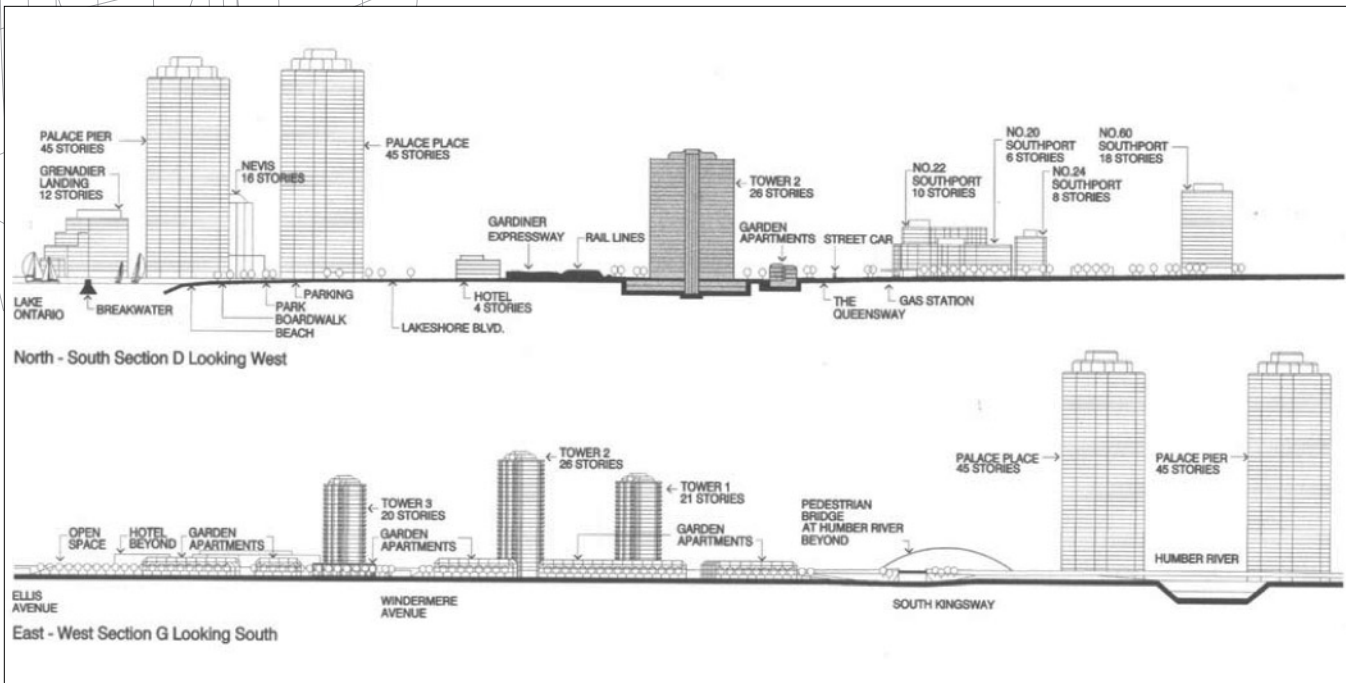 PALACE PIER
45 STORIES
GRENADIER
LANDING
12 STORIES
NEVIS
16 STORIES
PALACE PLACE
45 STORIES
GARDINER
EXPRESSWAY
RAIL LINES
TOWER 2
26 STORIES
GARDEN
APARTMENTS
STREET CAR
NO.22
SOUTHPORT
10 STORIES
NO.20
SOUTHPORT
6 STORIES
NO.24
SOUTHPORT
8 STORIES
NO.60
SOUTHPORT
18 STORIES
LAKE
ONTARIO
BREAKWATER
PARKING
PARK
BOARDWALK
BEACH
LAKESHORE BLVD.
HOTEL
4 STORIES
THE
QUEENSWAY
GAS STATION
North - South Section D Looking West
OPEN
SPACE
HOTEL
BEYOND
GARDEN
APARTMENTS
TOWER 3
20 STORIES
GARDEN
APARTMENTS
TOWER 2
26 STORIES
TOWER 1
21 STORIES
GARDEN
APARTMENTS
PEDESTRIAN
BRIDGE
AT HUMBER RIVER
BEYOND
PALACE PLACE
45 STORIES
PALACE PIER
45 STORIES
HUMBER RIVER
ELLIS
AVENUE
WINDERMERE
AVENUE
SOUTH KINGSWAY
East - West Section G Looking South